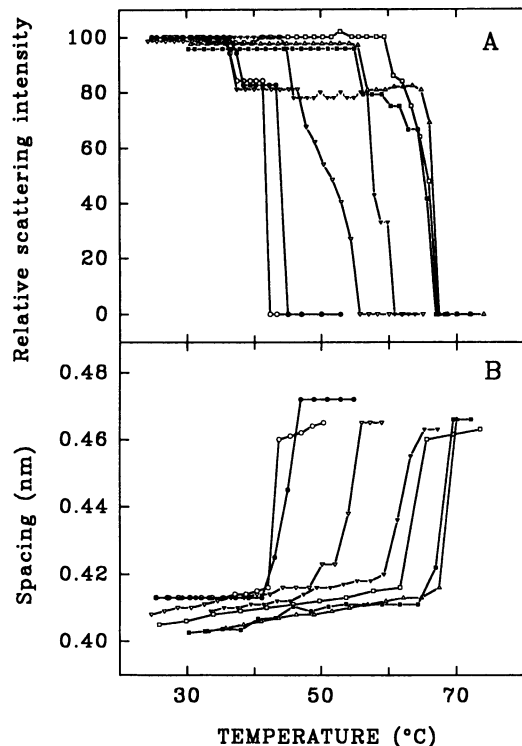 Relative scattering intensity
100
80
60
40
20
0
A
Spacing (nm)
0.48
0.46
0.44
0.42
0.40
B
30 50 70
TEMPERATURE (°C)